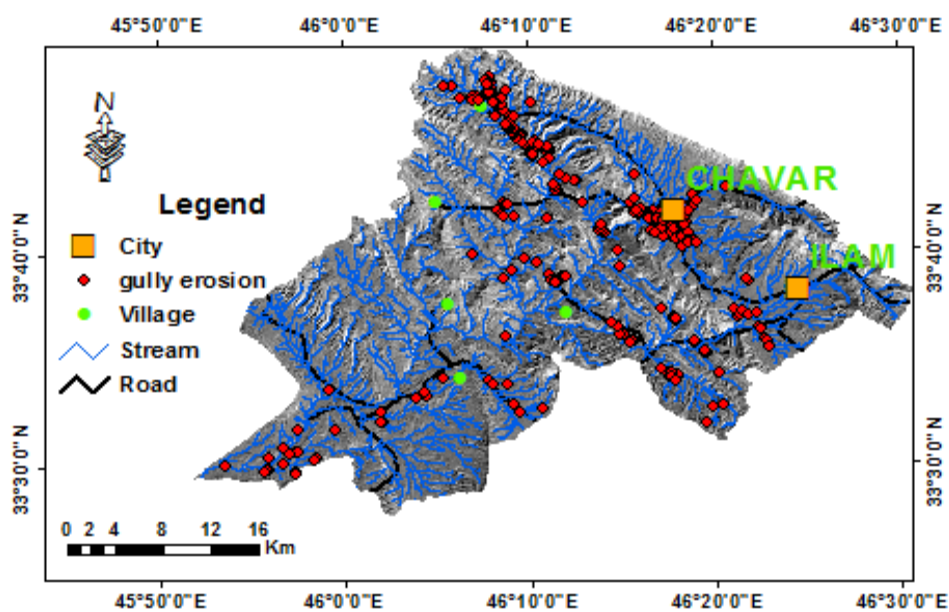 45°50'0"E 46°0'0"E 46°10'0"E 46°20'0"E 46°30'0"E
N
CHAVAR
Legend
City
ILAM
gully erosion
Village
Stream
Road
33°40'0"N
33°40'0"N
33°30'0"N
33°30'0"N
0 2 4 8 12 16
Km
45°50'0"E 46°0'0"E 46°10'0"E 46°20'0"E 46°30'0"E